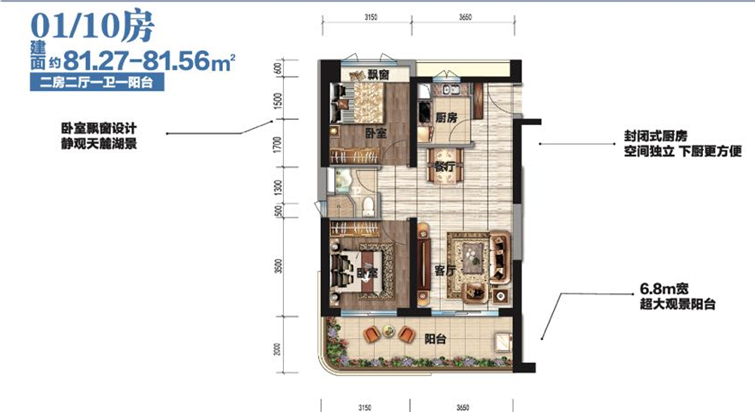 01/10房
建面约81.27-81.56m²
二房二厅一卫一阳台
3150 3650
600
1500
1700
1300
500
3500
2000
飘窗
卧室
厨房
餐厅
卫
卧室
客厅
阳台
卧室飘窗设计
静观天麓湖景
封闭式厨房
空间独立 下厨更方便
6.8m宽
超大观景阳台
3150 3650